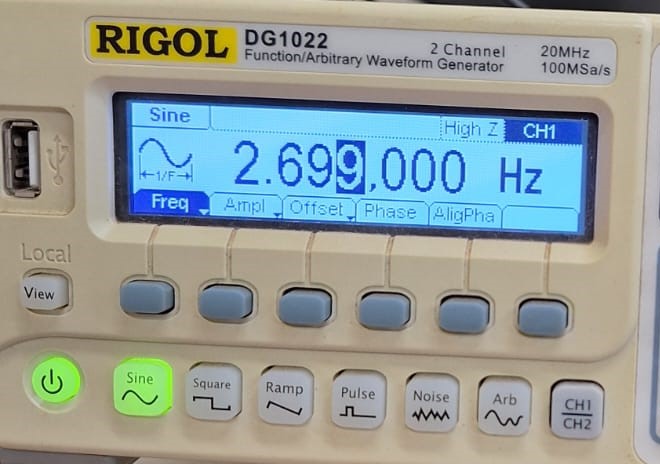 RIGOL DG1022 2 Channel 20MHz
Function/Arbitrary Waveform Generator 100MSa/s
Sine High Z CH1
2.699,000 Hz
1/F
Freq Ampl Offset Phase AligPha
Local
View
Sine Square Ramp Pulse Noise Arb CH1
CH2